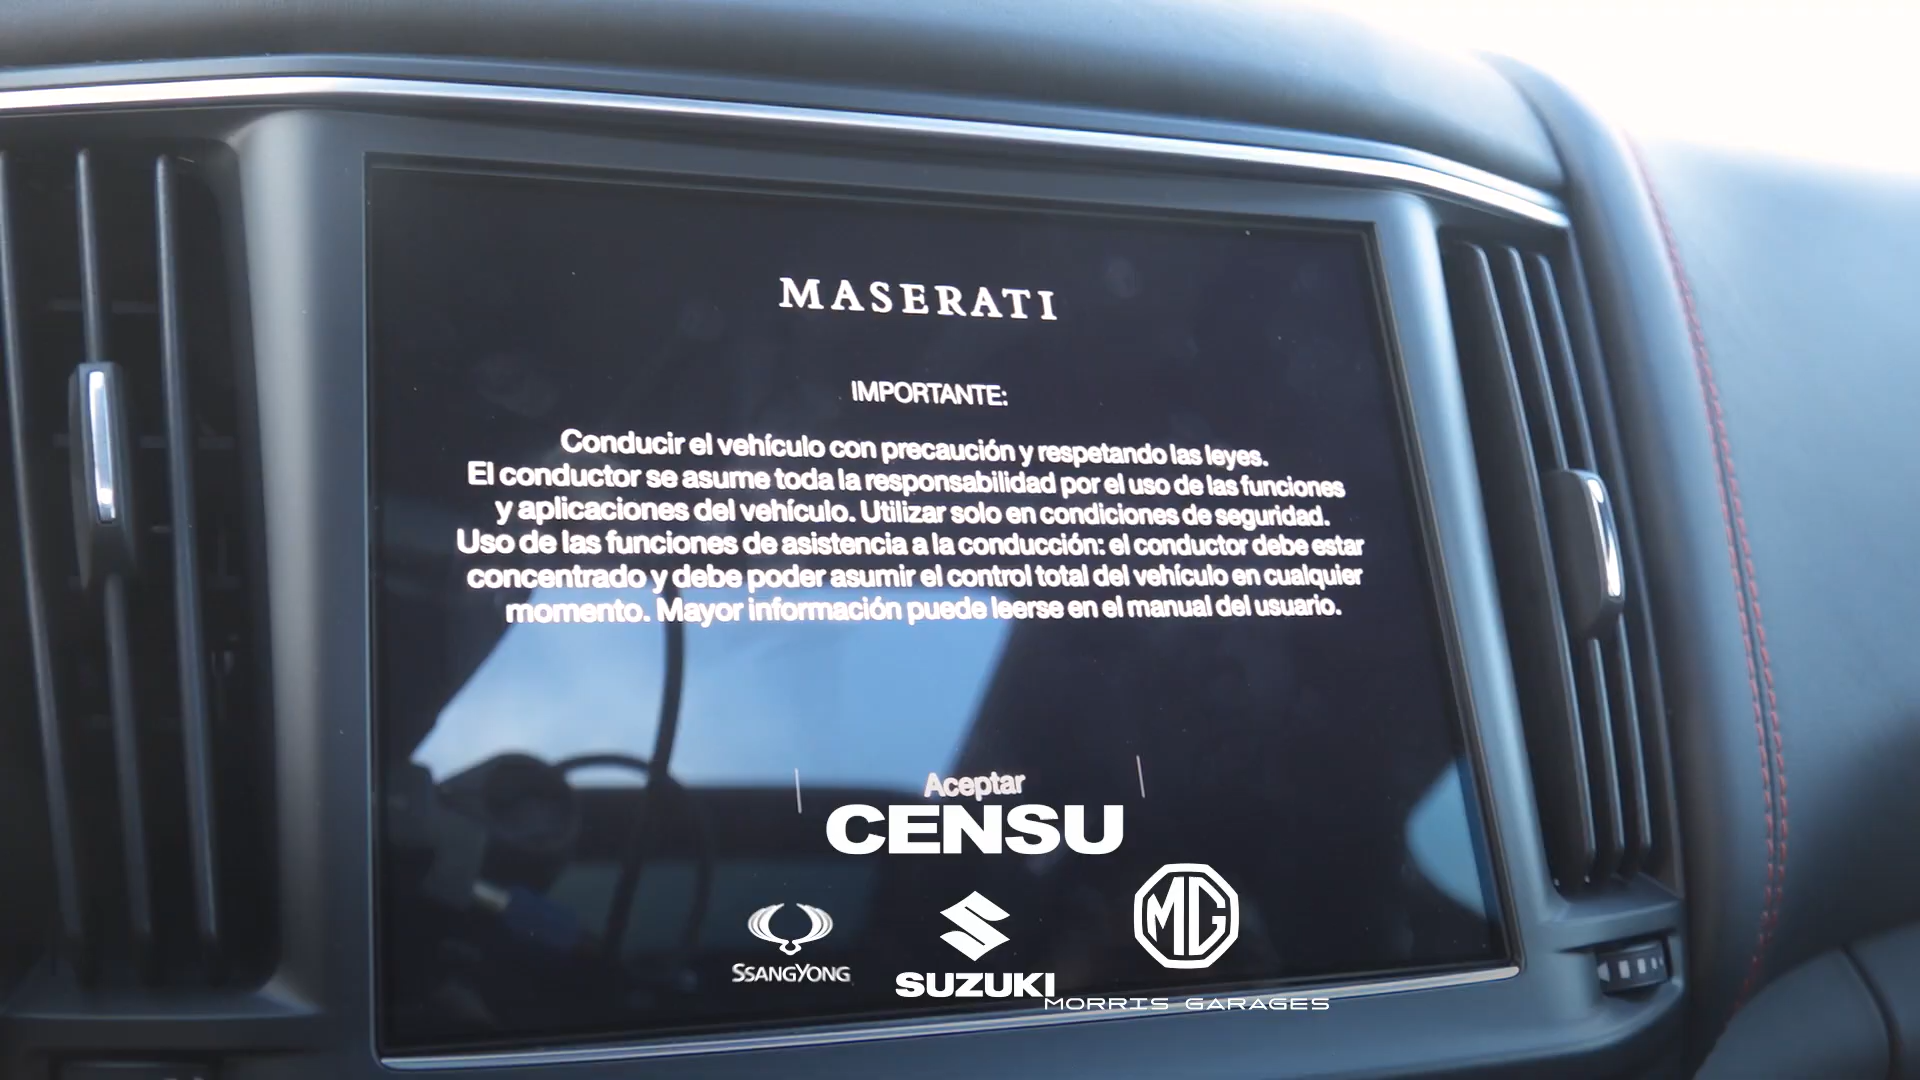 MASERATI
IMPORTANTE:
Conducir el vehículo con precaución y respetando las leyes.
El conductor se asume toda la responsabilidad por el uso de las funciones
y aplicaciones del vehículo. Utilizar solo en condiciones de seguridad.
Uso de las funciones de asistencia a la conducción: el conductor debe estar
concentrado y debe poder asumir el control total del vehículo en cualquier
momento. Mayor información puede leerse en el manual del usuario.
Aceptar
CENSU
MG
SSANGYONG
SUZUKI
MORRIS GARAGES